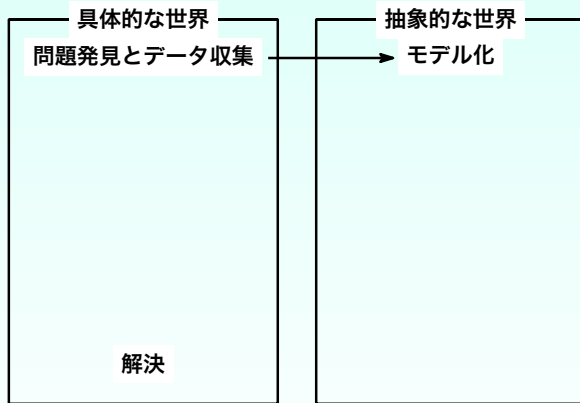 具体的な世界
抽象的な世界
問題発見とデータ収集
モデル化
解決